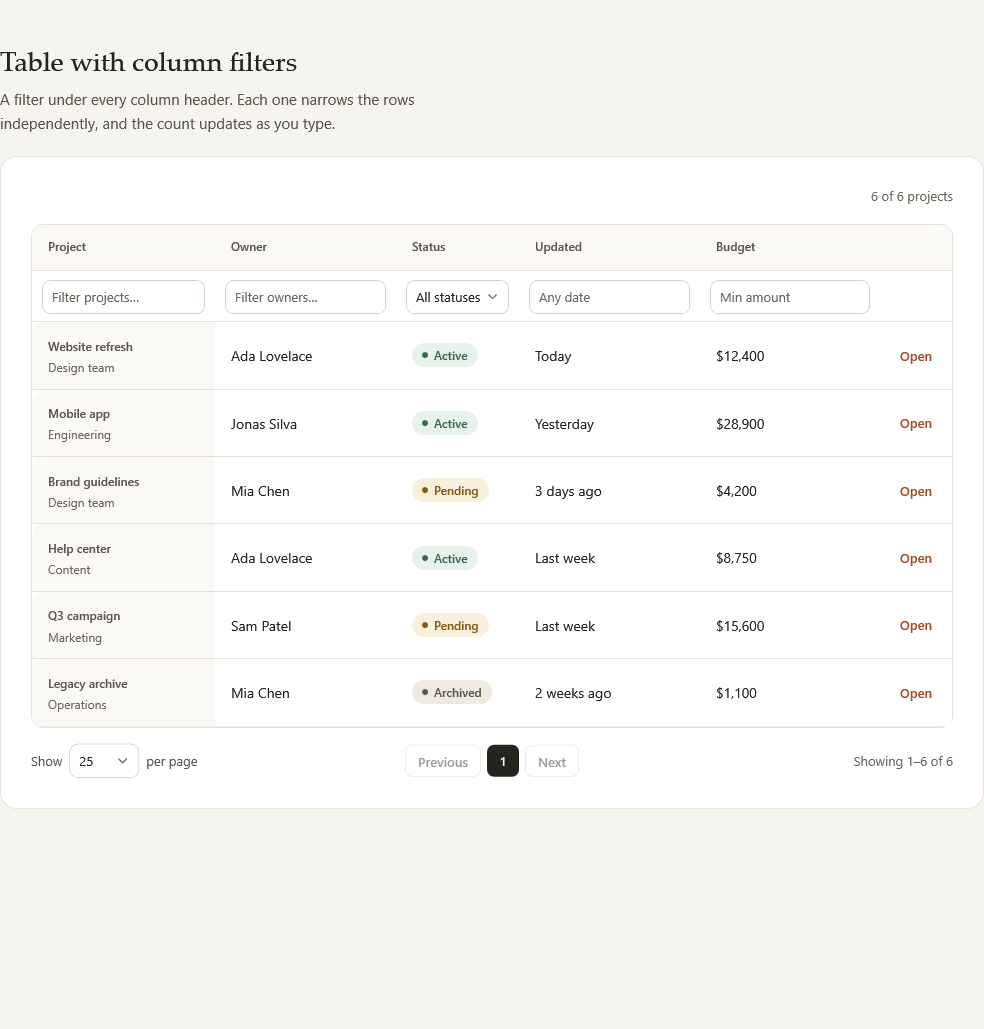 Table with column filters
A filter under every column header. Each one narrows the rows
independently, and the count updates as you type.
6 of 6 projects
Project Owner Status Updated Budget
Filter projects... Filter owners... All statuses Any date Min amount
Website refresh
Design team
Ada Lovelace Active Today $12,400 Open
Mobile app
Engineering
Jonas Silva Active Yesterday $28,900 Open
Brand guidelines
Design team
Mia Chen Pending 3 days ago $4,200 Open
Help center
Content
Ada Lovelace Active Last week $8,750 Open
Q3 campaign
Marketing
Sam Patel Pending Last week $15,600 Open
Legacy archive
Operations
Mia Chen Archived 2 weeks ago $1,100 Open
Show 25 per page Previous 1 Next Showing 1–6 of 6